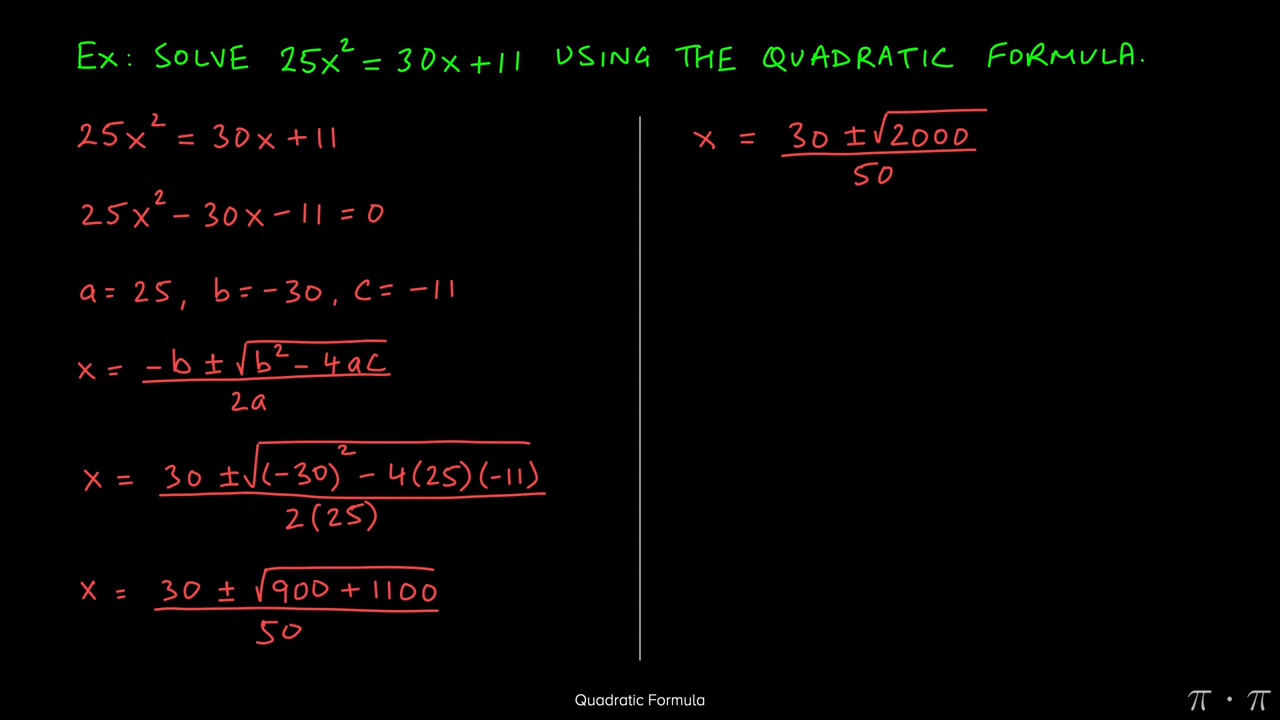 Ex: SOLVE 25x² = 30x + 11 USING THE QUADRATIC FORMULA.
25x² = 30x + 11
25x² − 30x − 11 = 0
a = 25, b = −30, c = −11
x = (−b ± √(b² − 4ac)) / 2a
x = (30 ± √((−30)² − 4(25)(−11))) / 2(25)
x = (30 ± √(900 + 1100)) / 50
x = (30 ± √2000) / 50
Quadratic Formula
π · π